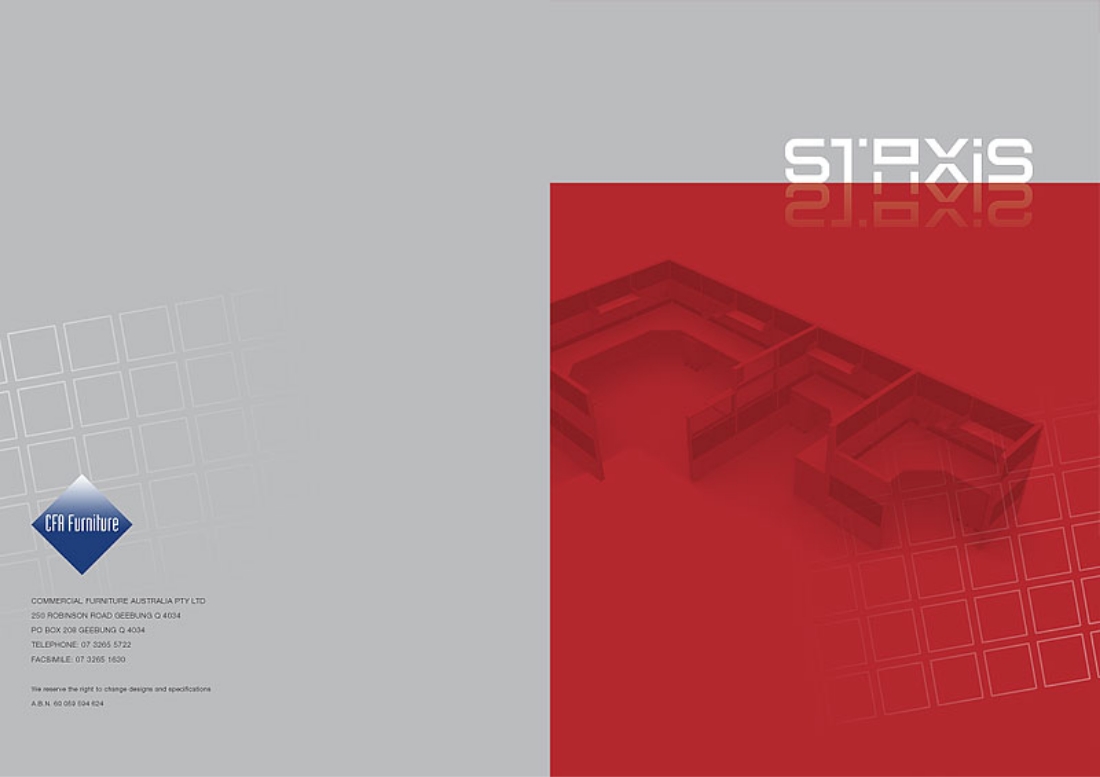 STAXiS
CFA Furniture
COMMERCIAL FURNITURE AUSTRALIA PTY LTD
250 ROBINSON ROAD GEEBUNG Q 4034
PO BOX 208 GEEBUNG Q 4034
TELEPHONE: 07 3265 5722
FACSIMILE: 07 3265 1630
We reserve the right to change designs and specifications
A.B.N. 60 059 594 624